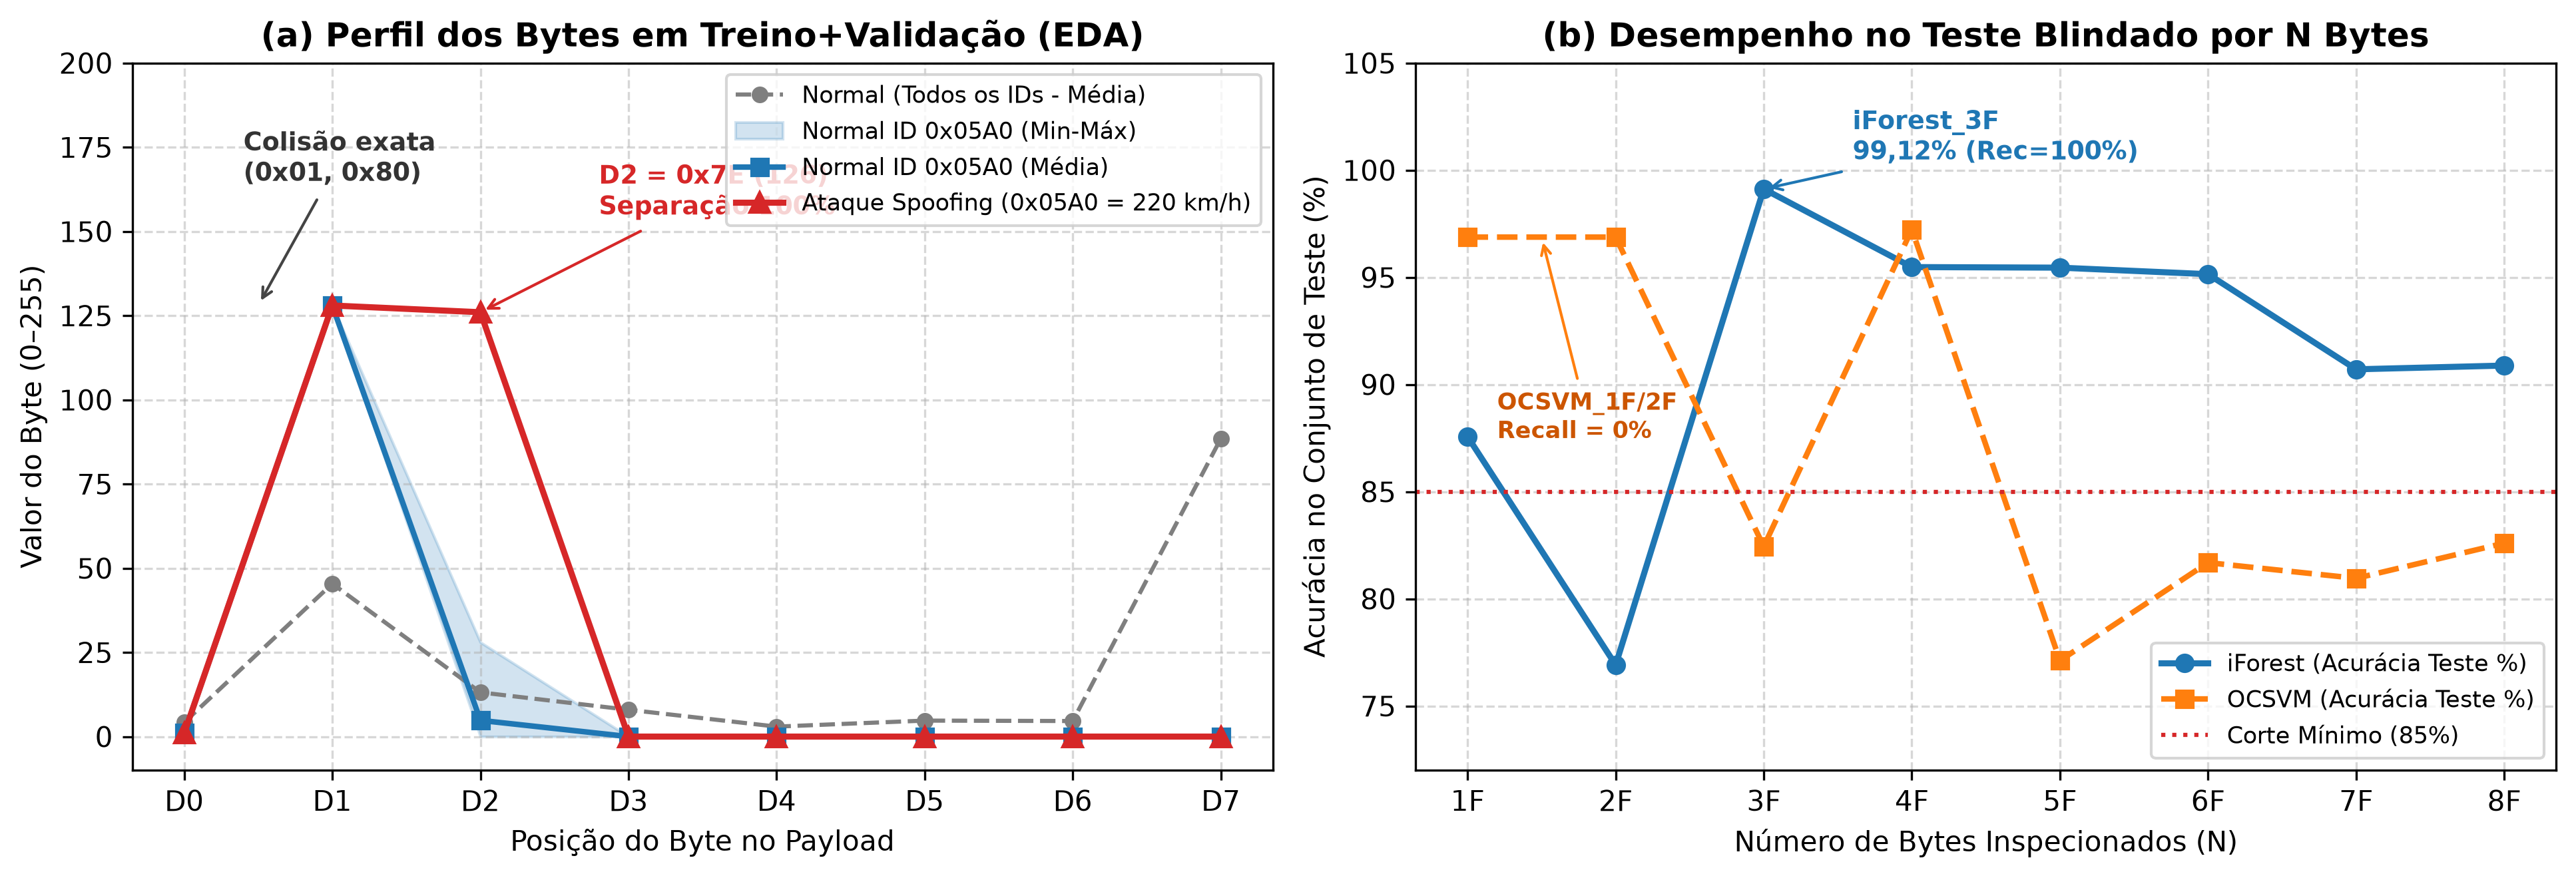 (a) Perfil dos Bytes em Treino+Validação (EDA)
Valor do Byte (0–255)
200
175
150
125
100
75
50
25
0
Colisão exata
(0x01, 0x80)
D2 = 0x7E (126)
Separação 100%
Normal (Todos os IDs - Média)
Normal ID 0x05A0 (Min-Máx)
Normal ID 0x05A0 (Média)
Ataque Spoofing (0x05A0 = 220 km/h)
D0 D1 D2 D3 D4 D5 D6 D7
Posição do Byte no Payload
(b) Desempenho no Teste Blindado por N Bytes
Acurácia no Conjunto de Teste (%)
105
100
95
90
85
80
75
iForest_3F
99,12% (Rec=100%)
OCSVM_1F/2F
Recall = 0%
iForest (Acurácia Teste %)
OCSVM (Acurácia Teste %)
Corte Mínimo (85%)
1F 2F 3F 4F 5F 6F 7F 8F
Número de Bytes Inspecionados (N)